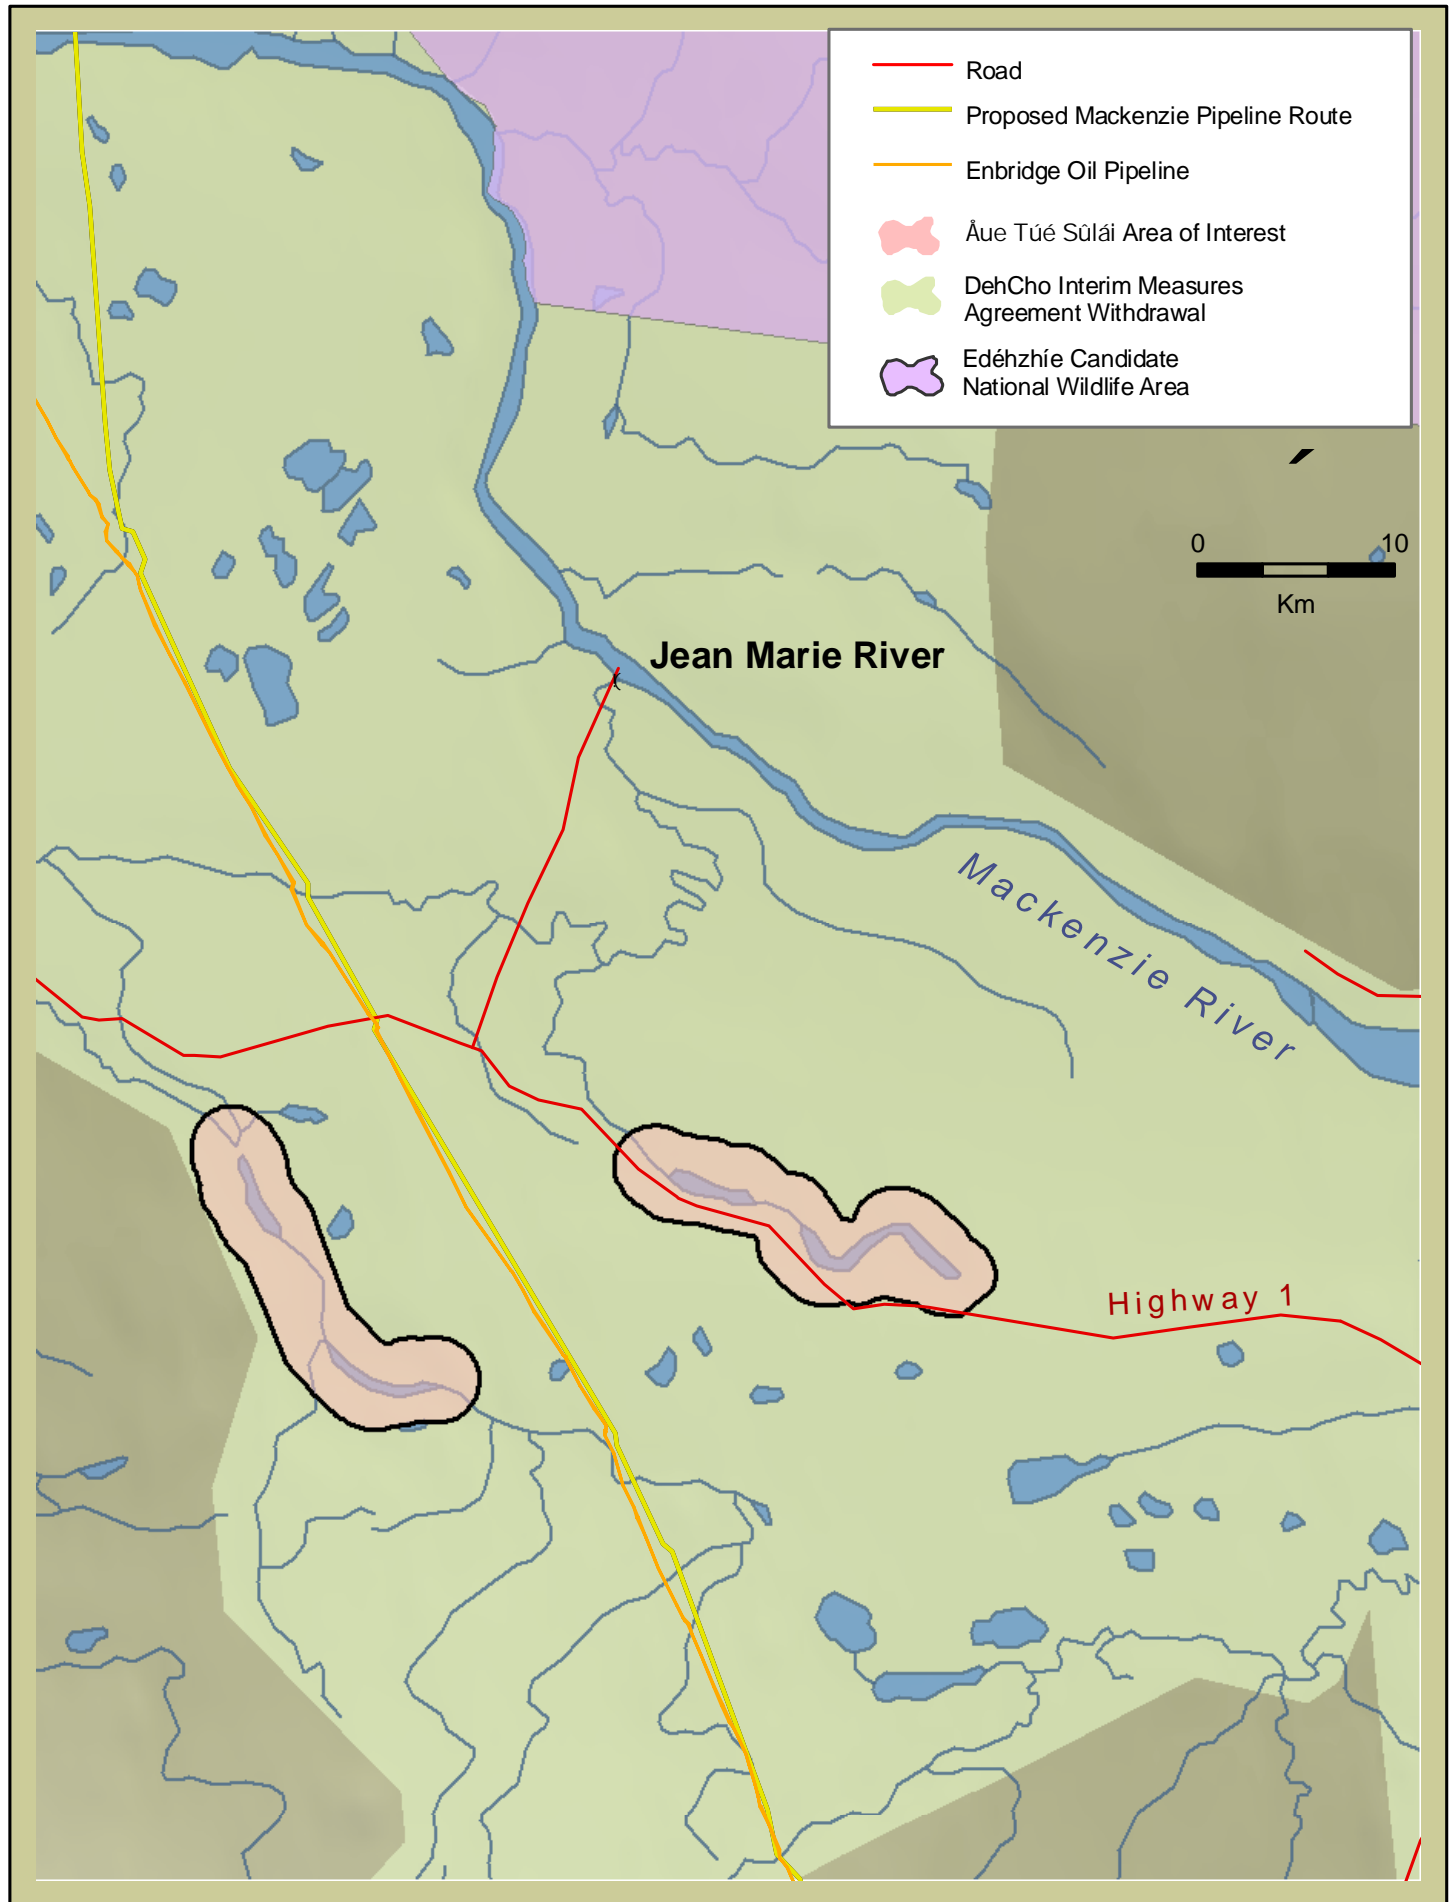 Road
Proposed Mackenzie Pipeline Route
Enbridge Oil Pipeline
Åue Túé Sûlái Area of Interest
DehCho Interim Measures
Agreement Withdrawal
Edéhzhíe Candidate
National Wildlife Area
0 10
Km
Jean Marie River
Mackenzie River
Highway 1